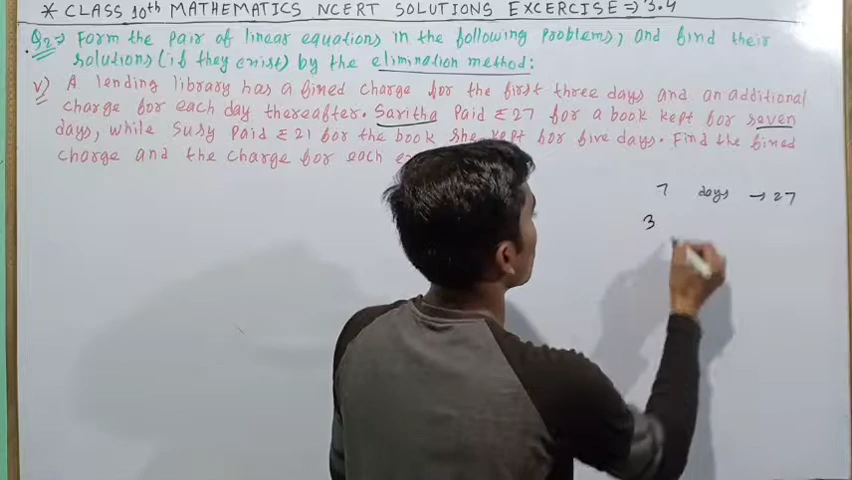 * CLASS 10th MATHEMATICS NCERT SOLUTIONS EXCERCISE ⇒ 3.4
Q2⇒ Form the pair of linear equations in the following Problems, and find their
solutions (if they exist) by the elimination method:
v) A lending library has a fixed charge for the first three days and an additional
charge for each day thereafter. Saritha Paid ₹27 for a book kept for seven
days, while Susy Paid ₹21 for the book she kept for five days. Find the fixed
charge and the charge for each
7 days → 27
3